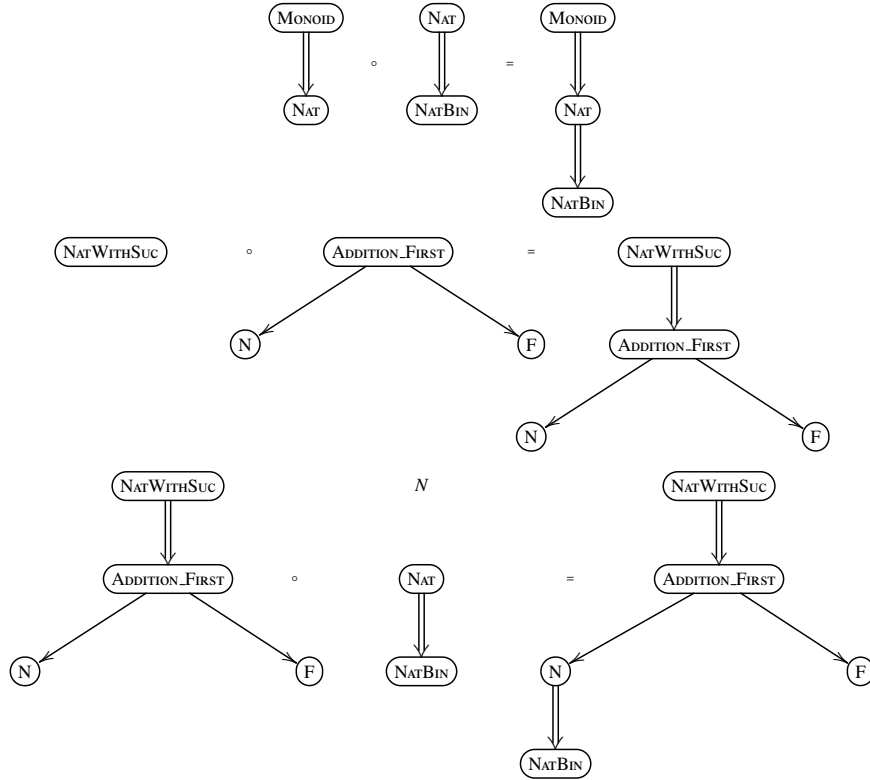 MONOID NAT MONOID
∘ =
NAT NATBIN NAT
NATBIN
NATWITHSUC ∘ ADDITION_FIRST = NATWITHSUC
N F ADDITION_FIRST
N F
NATWITHSUC N NATWITHSUC
ADDITION_FIRST ∘ NAT = ADDITION_FIRST
N F NATBIN N F
NATBIN